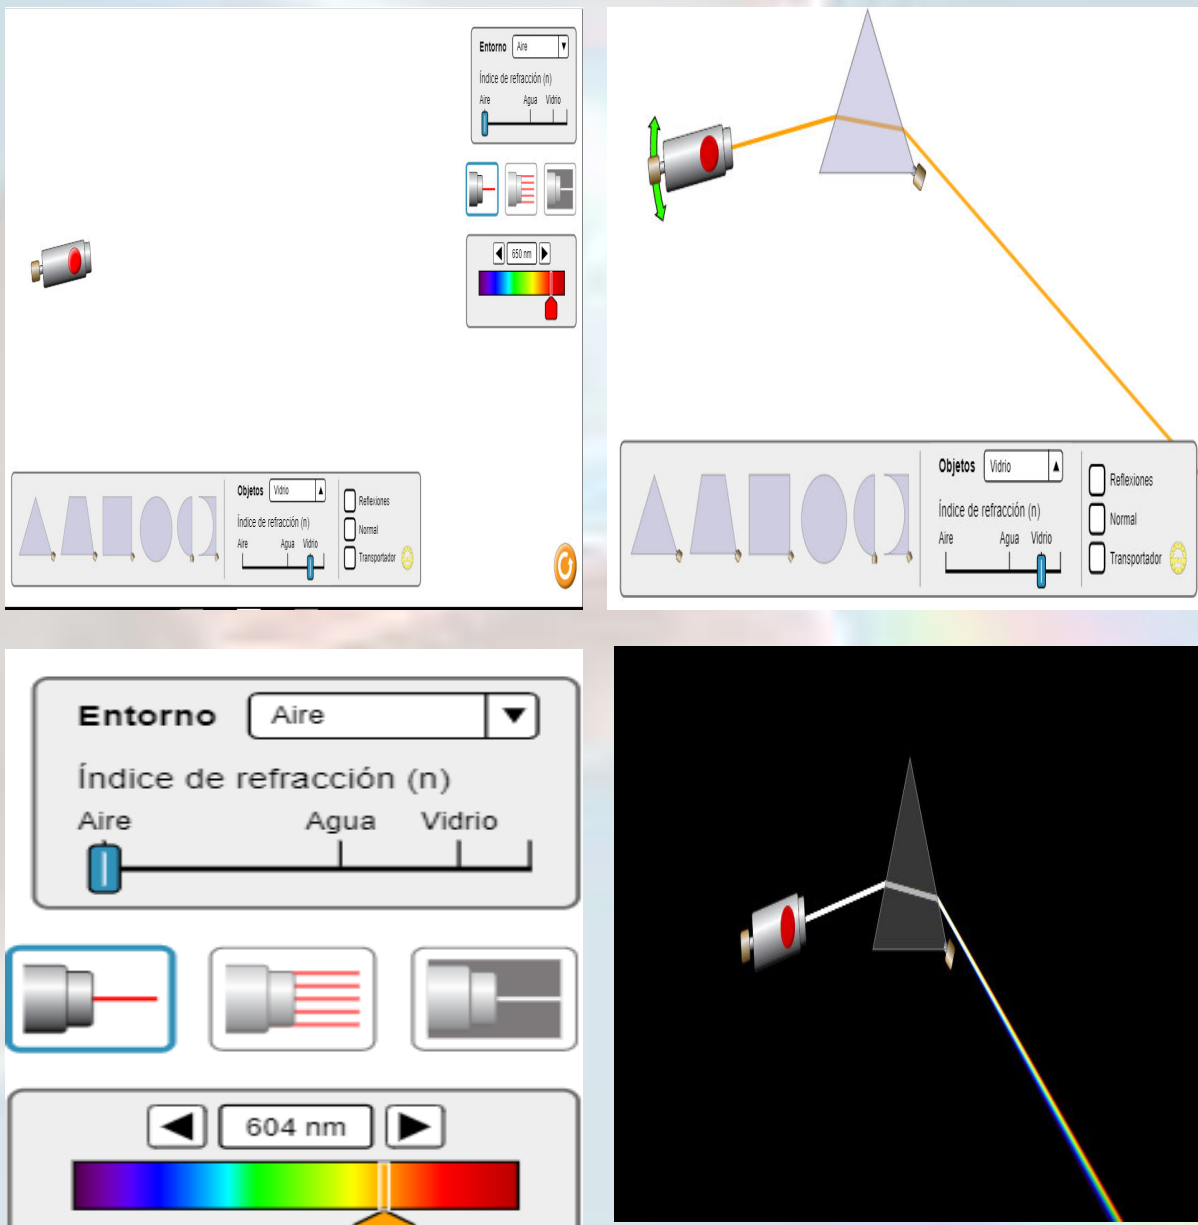 Entorno Aire
Índice de refracción (n)
Aire Agua Vidrio
650 nm
Objetos Vidrio
Índice de refracción (n)
Aire Agua Vidrio
Reflexiones
Normal
Transportador
Objetos Vidrio
Índice de refracción (n)
Aire Agua Vidrio
Reflexiones
Normal
Transportador
Entorno Aire
Índice de refracción (n)
Aire Agua Vidrio
604 nm